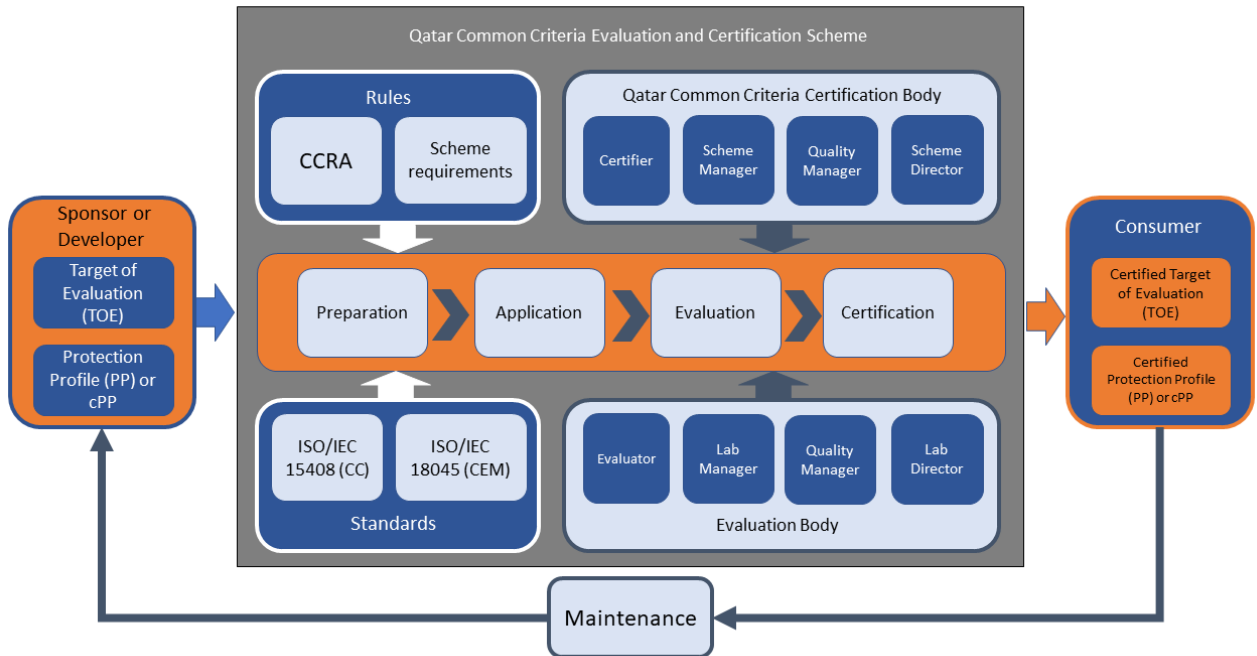 Qatar Common Criteria Evaluation and Certification Scheme
Rules
CCRA
Scheme
requirements
Qatar Common Criteria Certification Body
Certifier
Scheme
Manager
Quality
Manager
Scheme
Director
Sponsor or
Developer
Target of
Evaluation
(TOE)
Protection
Profile (PP) or
cPP
Preparation
Application
Evaluation
Certification
Consumer
Certified Target
of Evaluation
(TOE)
Certified
Protection Profile
(PP) or cPP
ISO/IEC
15408 (CC)
ISO/IEC
18045 (CEM)
Standards
Evaluator
Lab
Manager
Quality
Manager
Lab
Director
Evaluation Body
Maintenance